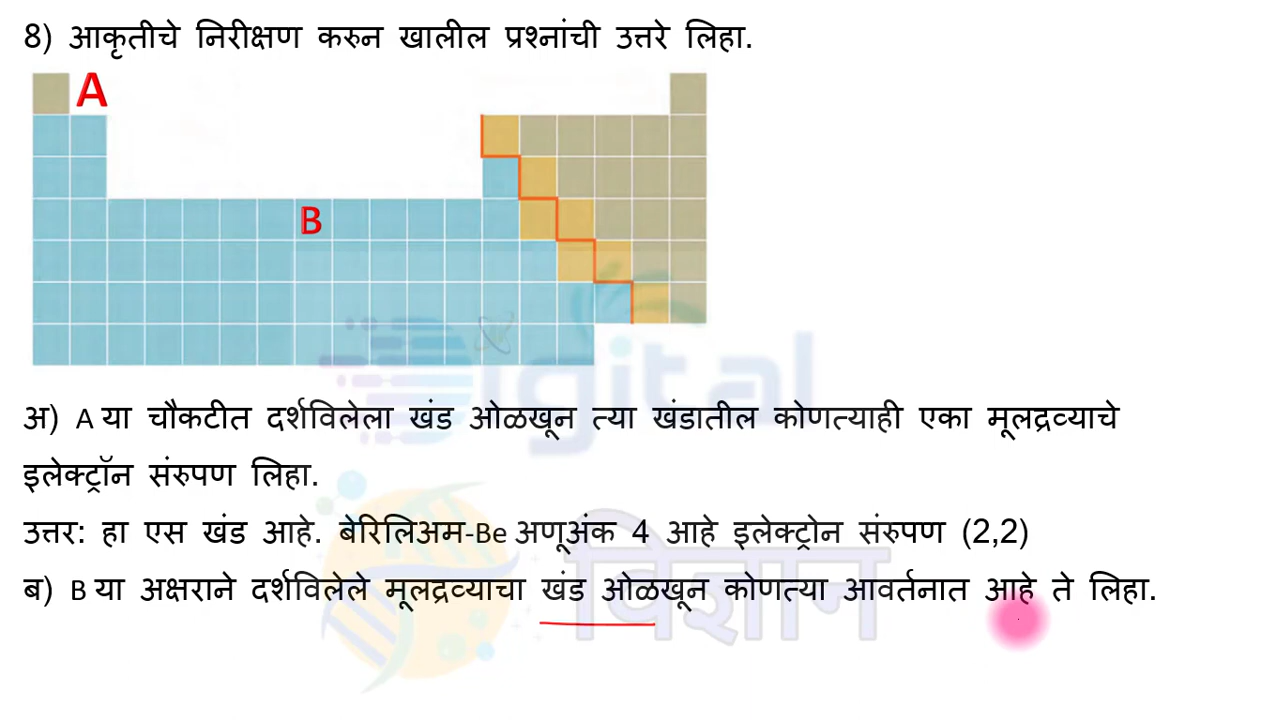 8) आकृतीचे निरीक्षण करुन खालील प्रश्नांची उत्तरे लिहा.
A
B
अ) A या चौकटीत दर्शविलेला खंड ओळखून त्या खंडातील कोणत्याही एका मूलद्रव्याचे
इलेक्ट्रॉन संरुपण लिहा.
उत्तर: हा एस खंड आहे. बेरिलिअम-Be अणूअंक 4 आहे इलेक्ट्रोन संरुपण (2,2)
ब) B या अक्षराने दर्शविलेले मूलद्रव्याचा खंड ओळखून कोणत्या आवर्तनात आहे ते लिहा.
Digital
विज्ञान